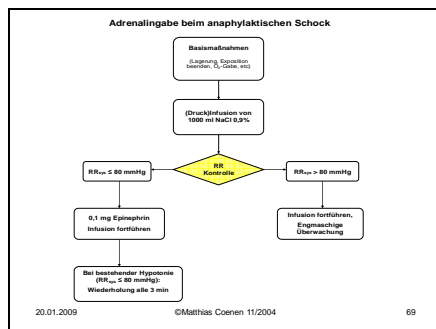 Adrenalingabe beim anaphylaktischen Schock
Basismaßnahmen
(Lagerung, Exposition
beenden, O₂-Gabe, etc)
(Druck)Infusion von
1000 ml NaCl 0,9%
RR
Kontrolle
RRsys ≤ 80 mmHg
RRsys > 80 mmHg
0,1 mg Epinephrin
Infusion fortführen
Infusion fortführen,
Engmaschige
Überwachung
Bei bestehender Hypotonie
(RRsys ≤ 80 mmHg):
Wiederholung alle 3 min
20.01.2009 ©Matthias Coenen 11/2004 69